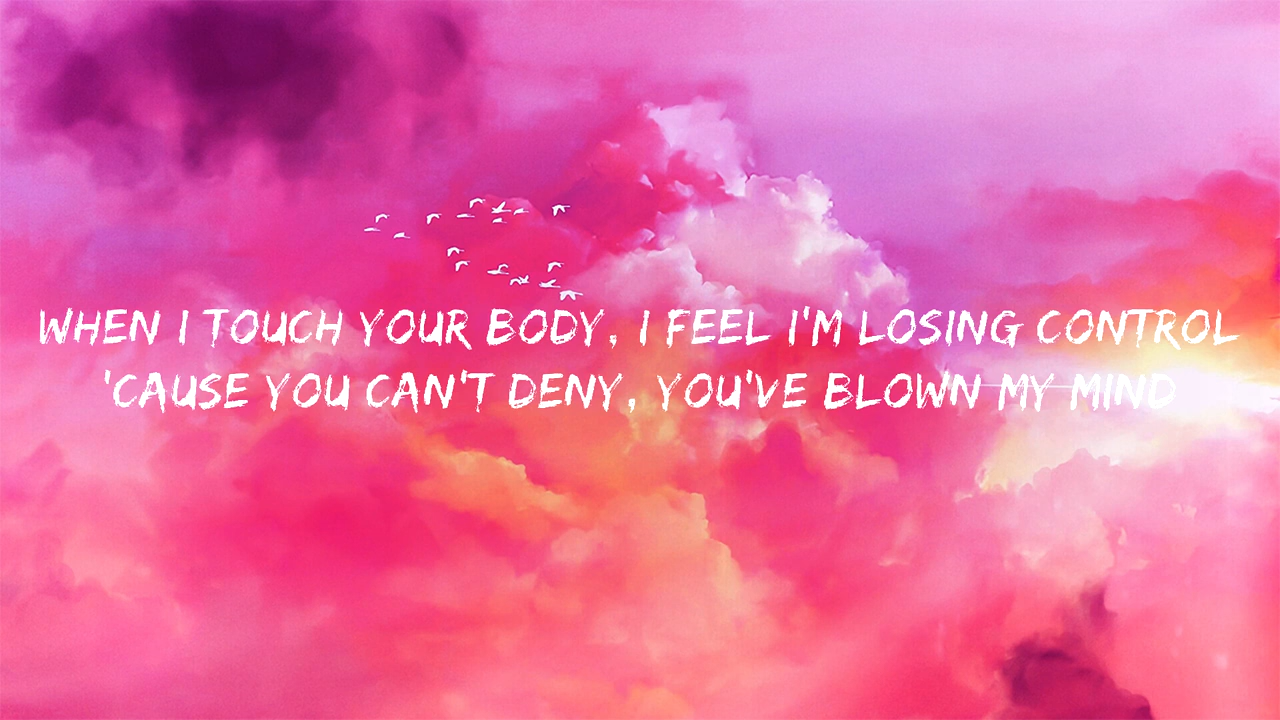 WHEN I TOUCH YOUR BODY, I FEEL I'M LOSING CONTROL
'CAUSE YOU CAN'T DENY, YOU'VE BLOWN MY MIND